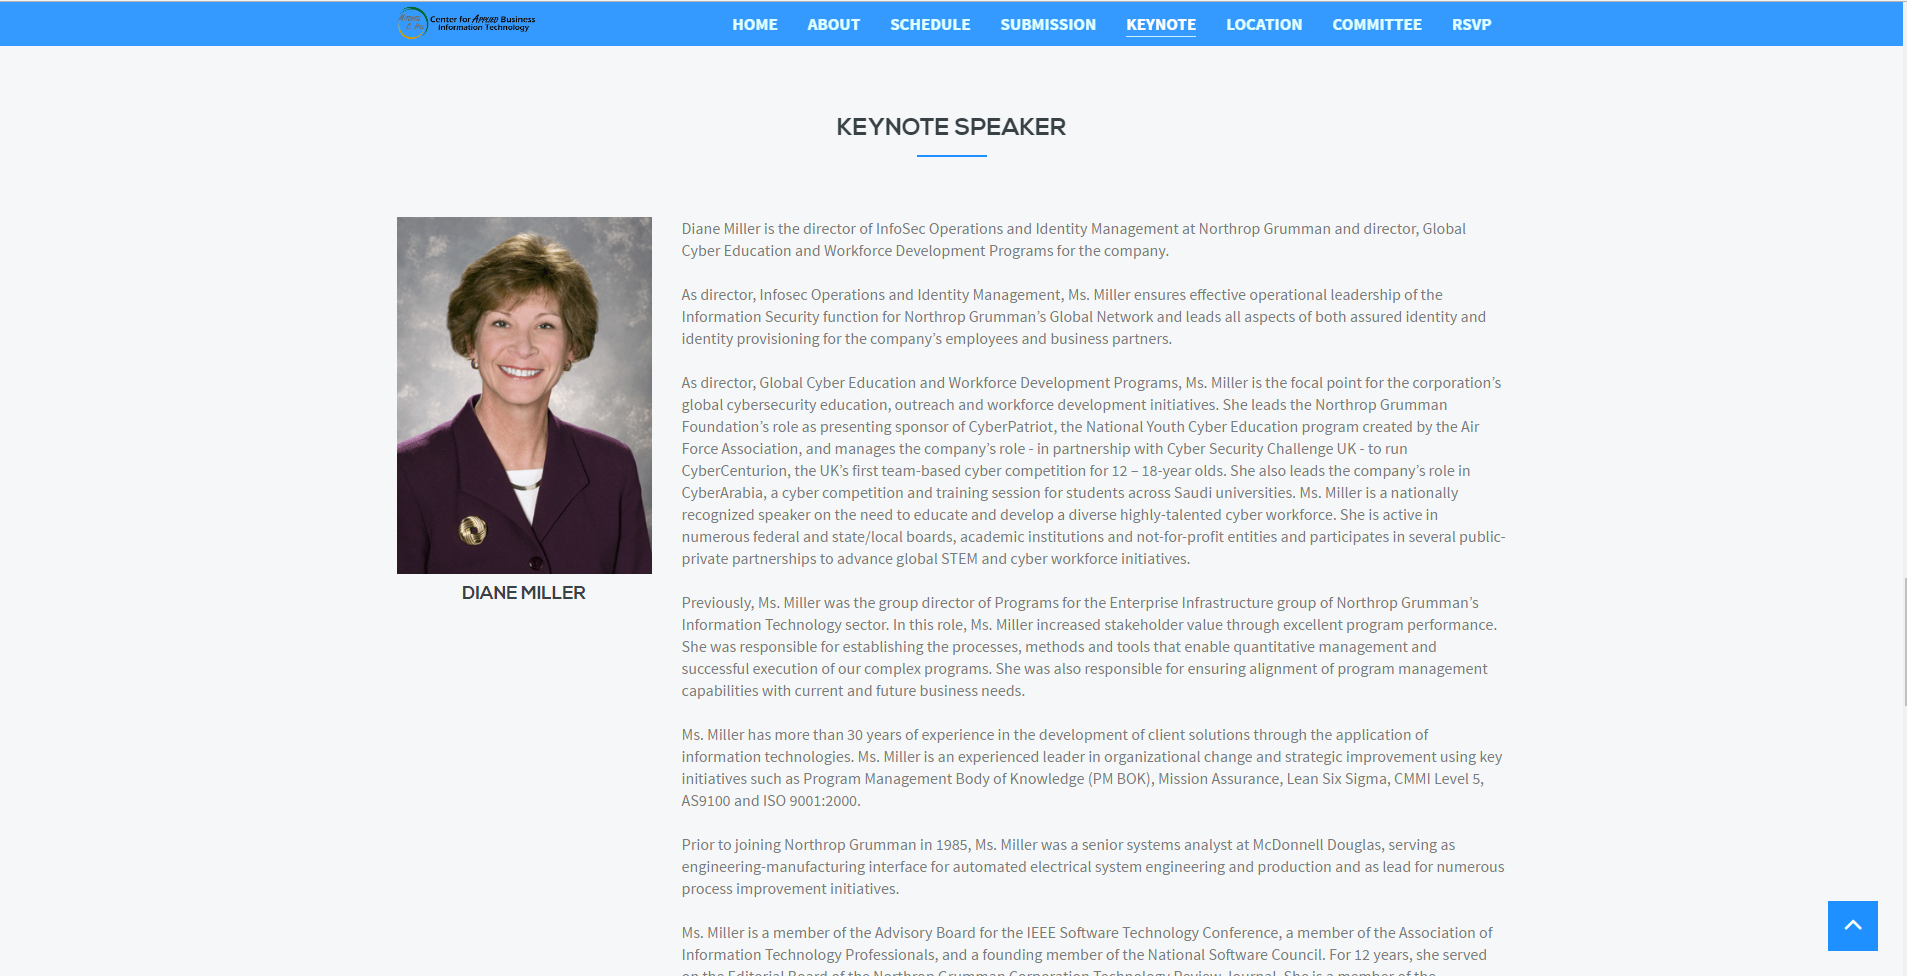 Center for APPLIED Business
Information Technology
HOME ABOUT SCHEDULE SUBMISSION KEYNOTE LOCATION COMMITTEE RSVP
KEYNOTE SPEAKER
DIANE MILLER
Diane Miller is the director of InfoSec Operations and Identity Management at Northrop Grumman and director, Global
Cyber Education and Workforce Development Programs for the company.
As director, Infosec Operations and Identity Management, Ms. Miller ensures effective operational leadership of the
Information Security function for Northrop Grumman’s Global Network and leads all aspects of both assured identity and
identity provisioning for the company’s employees and business partners.
As director, Global Cyber Education and Workforce Development Programs, Ms. Miller is the focal point for the corporation’s
global cybersecurity education, outreach and workforce development initiatives. She leads the Northrop Grumman
Foundation’s role as presenting sponsor of CyberPatriot, the National Youth Cyber Education program created by the Air
Force Association, and manages the company’s role - in partnership with Cyber Security Challenge UK - to run
CyberCenturion, the UK’s first team-based cyber competition for 12 – 18-year olds. She also leads the company’s role in
CyberArabia, a cyber competition and training session for students across Saudi universities. Ms. Miller is a nationally
recognized speaker on the need to educate and develop a diverse highly-talented cyber workforce. She is active in
numerous federal and state/local boards, academic institutions and not-for-profit entities and participates in several public-
private partnerships to advance global STEM and cyber workforce initiatives.
Previously, Ms. Miller was the group director of Programs for the Enterprise Infrastructure group of Northrop Grumman’s
Information Technology sector. In this role, Ms. Miller increased stakeholder value through excellent program performance.
She was responsible for establishing the processes, methods and tools that enable quantitative management and
successful execution of our complex programs. She was also responsible for ensuring alignment of program management
capabilities with current and future business needs.
Ms. Miller has more than 30 years of experience in the development of client solutions through the application of
information technologies. Ms. Miller is an experienced leader in organizational change and strategic improvement using key
initiatives such as Program Management Body of Knowledge (PM BOK), Mission Assurance, Lean Six Sigma, CMMI Level 5,
AS9100 and ISO 9001:2000.
Prior to joining Northrop Grumman in 1985, Ms. Miller was a senior systems analyst at McDonnell Douglas, serving as
engineering-manufacturing interface for automated electrical system engineering and production and as lead for numerous
process improvement initiatives.
Ms. Miller is a member of the Advisory Board for the IEEE Software Technology Conference, a member of the Association of
Information Technology Professionals, and a founding member of the National Software Council. For 12 years, she served
on the Editorial Board of the Northrop Grumman Corporation Technology Review Journal. She is a member of the